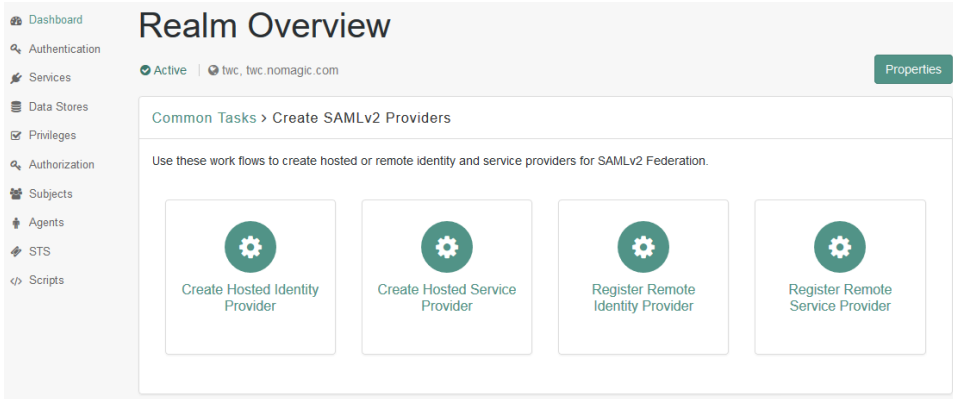 Dashboard
Authentication
Services
Data Stores
Privileges
Authorization
Subjects
Agents
STS
Scripts
Realm Overview
Active
twc, twc.nomagic.com
Properties
Common Tasks > Create SAMLv2 Providers
Use these work flows to create hosted or remote identity and service providers for SAMLv2 Federation.
Create Hosted Identity
Provider
Create Hosted Service
Provider
Register Remote
Identity Provider
Register Remote
Service Provider